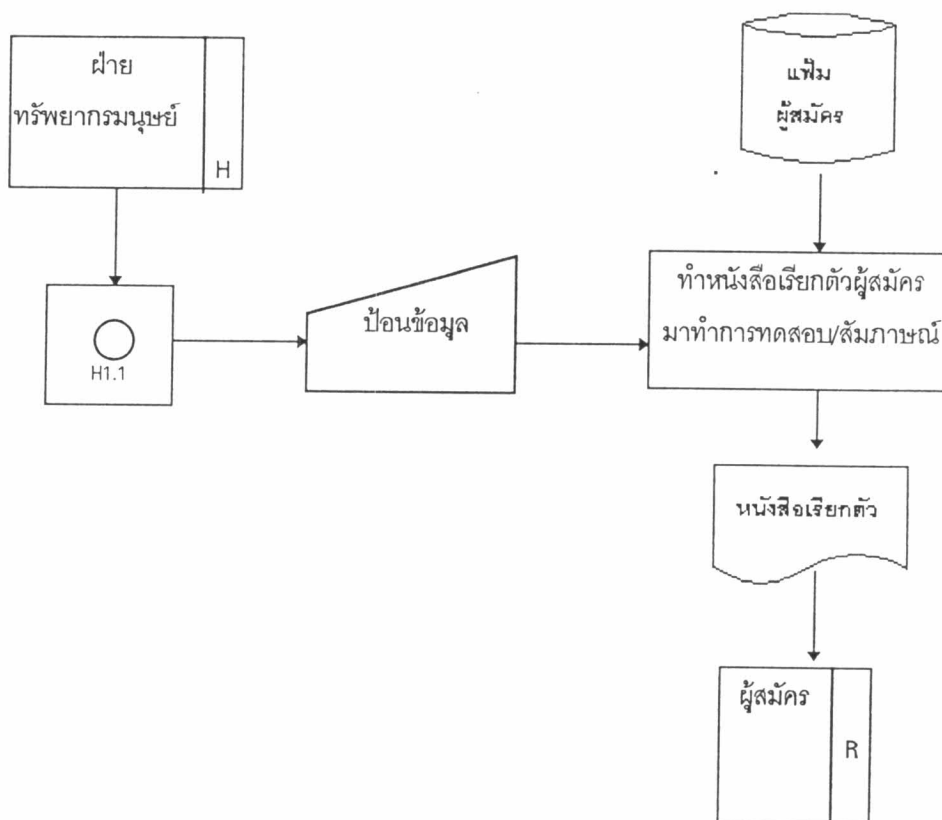 ฝ่าย
ทรัพยากรมนุษย์
H
แฟ้ม
ผู้สมัคร
H1.1
ป้อนข้อมูล
ทำหนังสือเรียกตัวผู้สมัคร
มาทำการทดสอบ/สัมภาษณ์
หนังสือเรียกตัว
ผู้สมัคร
R